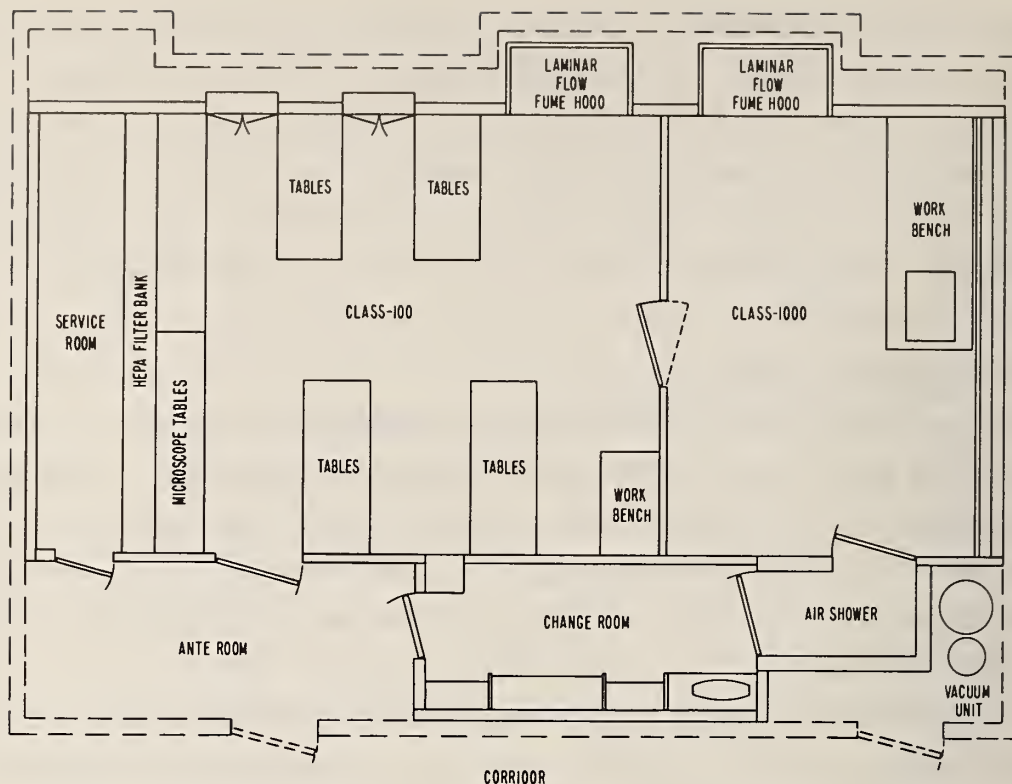 LAMINAR
FLOW
FUME HOOD
LAMINAR
FLOW
FUME HOOD
TABLES
TABLES
WORK
BENCH
SERVICE
ROOM
HEPA FILTER BANK
MICROSCOPE TABLES
CLASS-100
CLASS-1000
TABLES
TABLES
WORK
BENCH
ANTE ROOM
CHANGE ROOM
AIR SHOWER
VACUUM
UNIT
CORRIDOR